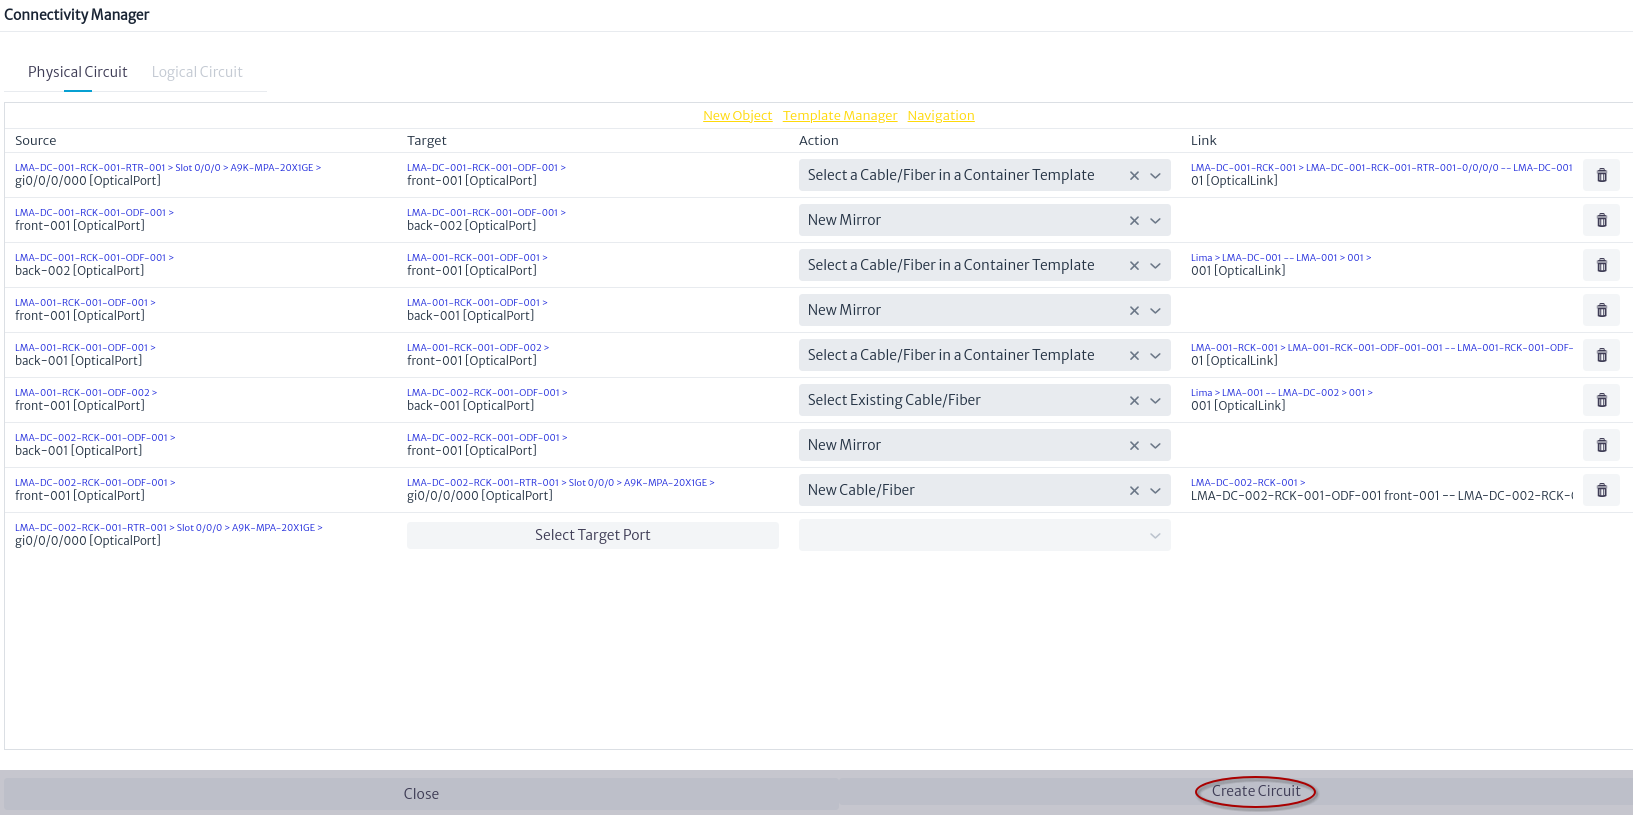 Connectivity Manager
Physical Circuit Logical Circuit
New Object Template Manager Navigation
Source Target Action Link
LMA-DC-001-RCK-001-RTR-001 > Slot 0/0/0 > A9K-MPA-20X1GE > LMA-DC-001-RCK-001-ODF-001 > Select a Cable/Fiber in a Container Template LMA-DC-001-RCK-001 > LMA-DC-001-RCK-001-RTR-001-0/0/0/0 -- LMA-DC-001
gi0/0/0/000 [OpticalPort] front-001 [OpticalPort] 01 [OpticalLink]
LMA-DC-001-RCK-001-ODF-001 > LMA-DC-001-RCK-001-ODF-001 > New Mirror
front-001 [OpticalPort] back-002 [OpticalPort]
LMA-DC-001-RCK-001-ODF-001 > LMA-001-RCK-001-ODF-001 > Select a Cable/Fiber in a Container Template Lima > LMA-DC-001 -- LMA-001 > 001 >
back-002 [OpticalPort] front-001 [OpticalPort] 001 [OpticalLink]
LMA-001-RCK-001-ODF-001 > LMA-001-RCK-001-ODF-001 > New Mirror
front-001 [OpticalPort] back-001 [OpticalPort]
LMA-001-RCK-001-ODF-001 > LMA-001-RCK-001-ODF-002 > Select a Cable/Fiber in a Container Template LMA-001-RCK-001 > LMA-001-RCK-001-ODF-001-001 -- LMA-001-RCK-001-ODF-
back-001 [OpticalPort] front-001 [OpticalPort] 01 [OpticalLink]
LMA-001-RCK-001-ODF-002 > LMA-DC-002-RCK-001-ODF-001 > Select Existing Cable/Fiber Lima > LMA-001 -- LMA-DC-002 > 001 >
front-001 [OpticalPort] back-001 [OpticalPort] 001 [OpticalLink]
LMA-DC-002-RCK-001-ODF-001 > LMA-DC-002-RCK-001-ODF-001 > New Mirror
back-001 [OpticalPort] front-001 [OpticalPort]
LMA-DC-002-RCK-001-ODF-001 > LMA-DC-002-RCK-001-RTR-001 > Slot 0/0/0 > A9K-MPA-20X1GE > New Cable/Fiber LMA-DC-002-RCK-001 >
front-001 [OpticalPort] gi0/0/0/000 [OpticalPort] LMA-DC-002-RCK-001-ODF-001 front-001 -- LMA-DC-002-RCK-
LMA-DC-002-RCK-001-RTR-001 > Slot 0/0/0 > A9K-MPA-20X1GE > Select Target Port
gi0/0/0/000 [OpticalPort]
Close Create Circuit